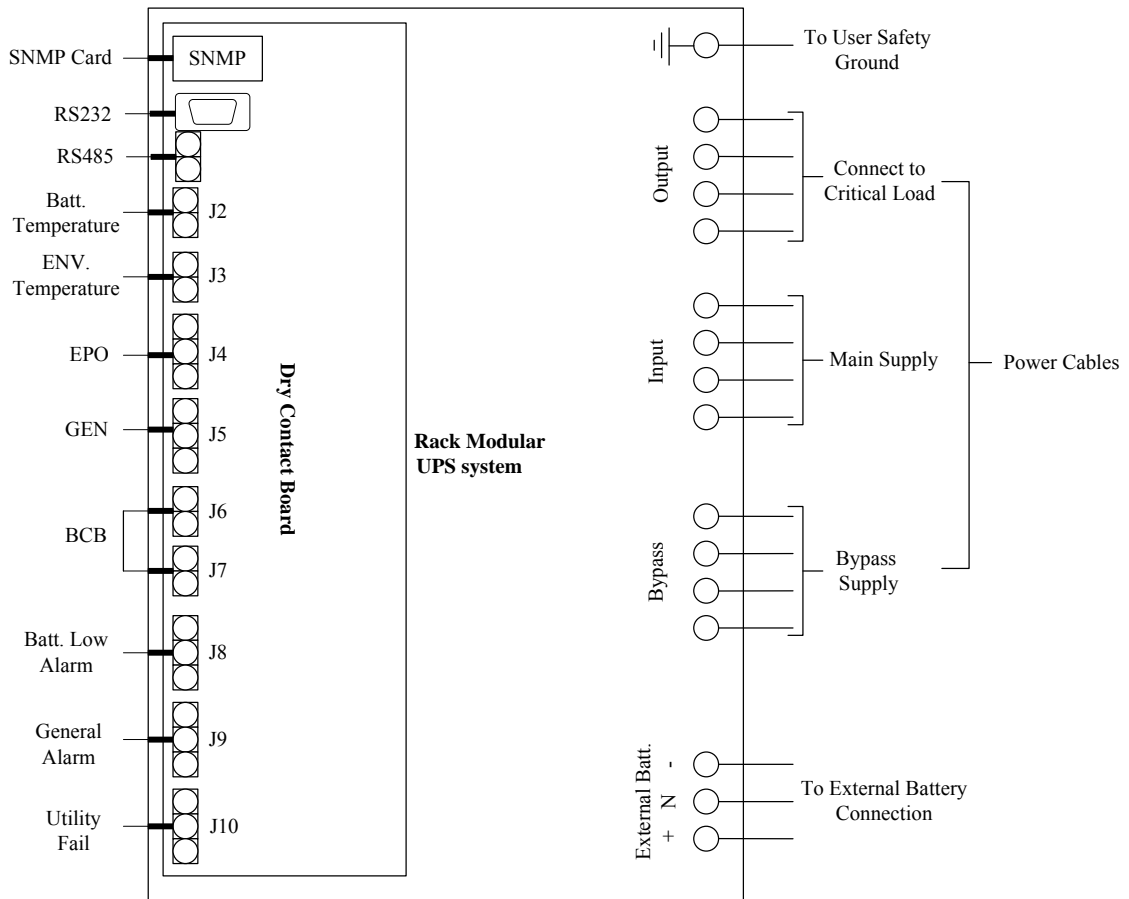 SNMP Card
SNMP
RS232
RS485
Batt.
Temperature
J2
ENV.
Temperature
J3
EPO
J4
GEN
J5
BCB
J6
J7
Batt. Low
Alarm
J8
General
Alarm
J9
Utility
Fail
J10
Dry Contact Board
Rack Modular
UPS system
To User Safety
Ground
Output
Connect to
Critical Load
Input
Main Supply
Power Cables
Bypass
Bypass
Supply
External Batt.
-
N
+
To External Battery
Connection